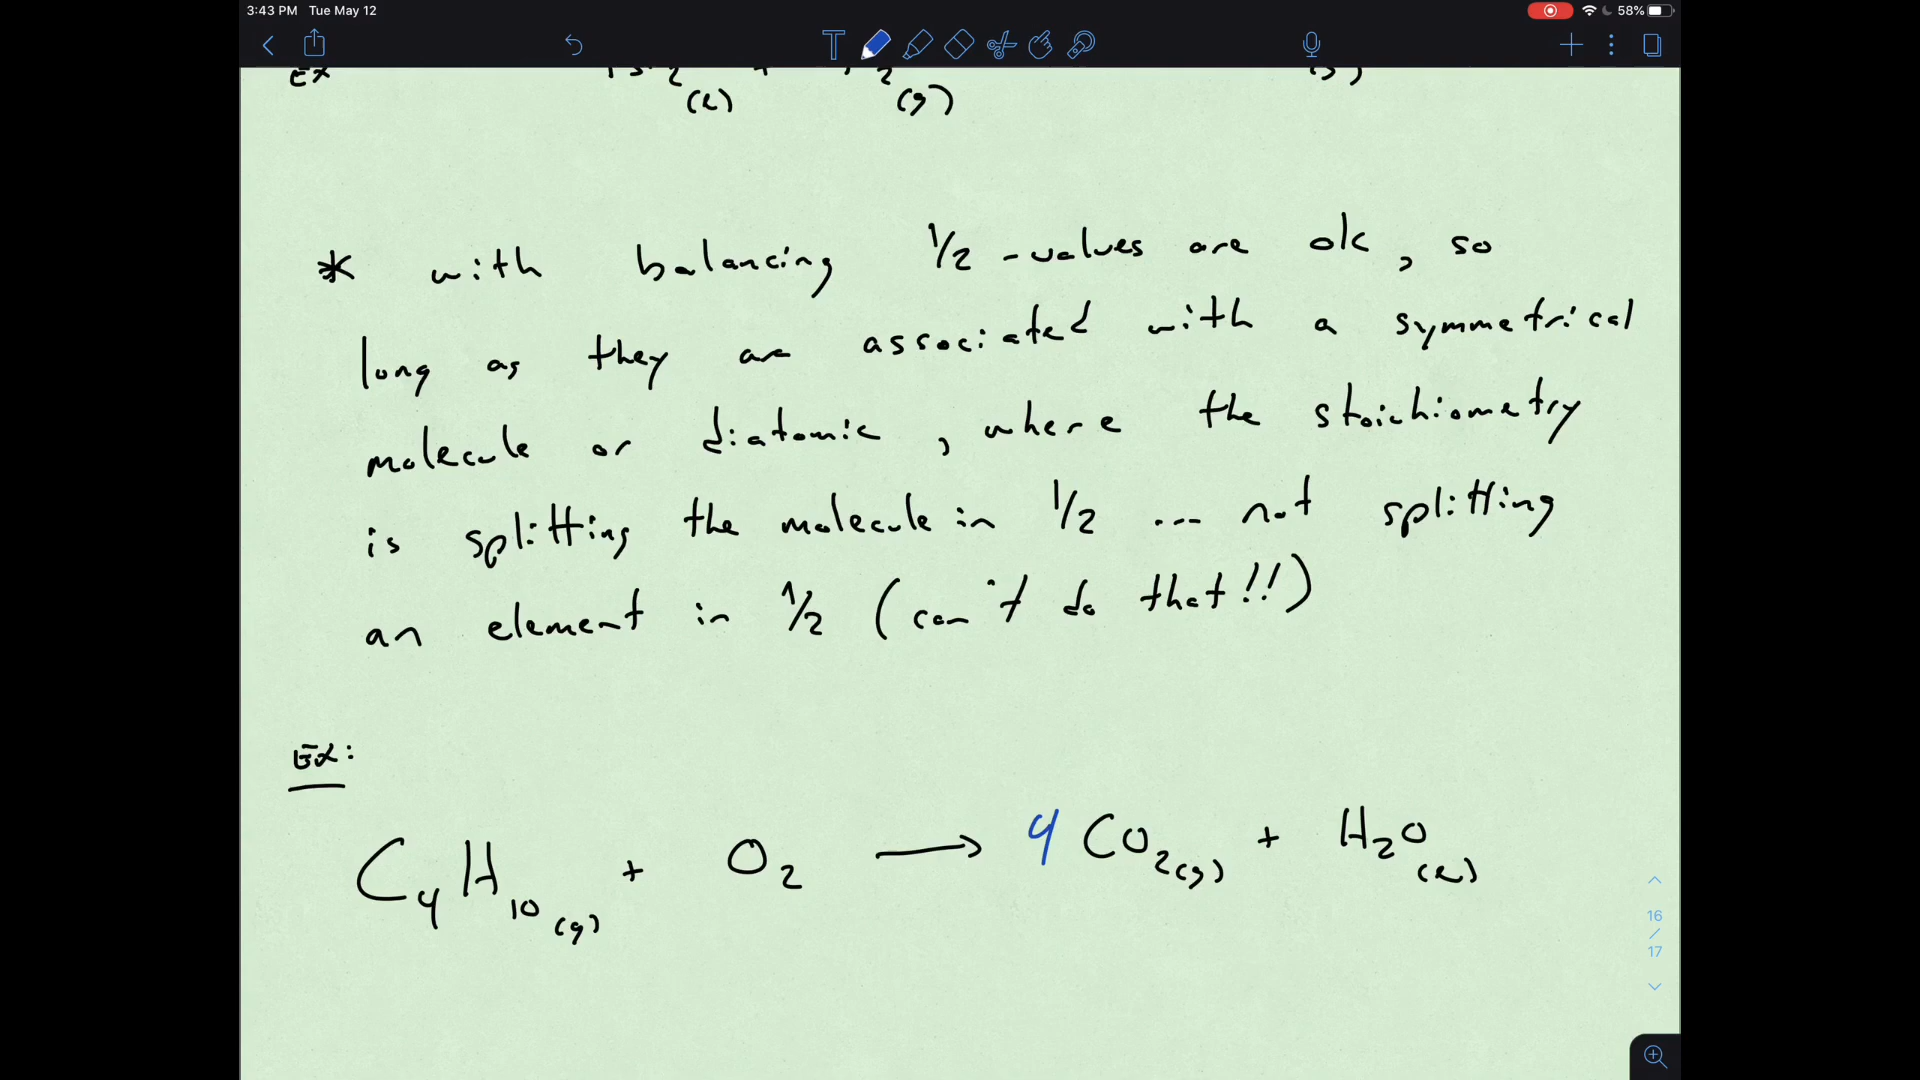 3:43 PM Tue May 12
58%
Ex
(l) (g) (s)
* with balancing 1/2 -values are ok, so
long as they are associated with a symmetrical
molecule or diatomic, where the stoichiometry
is splitting the molecule in 1/2 ... not splitting
an element in 1/2 (can't do that!!)
Ex:
C₄H₁₀(g) + O₂ → 4 CO₂(g) + H₂O(l)
16
/
17